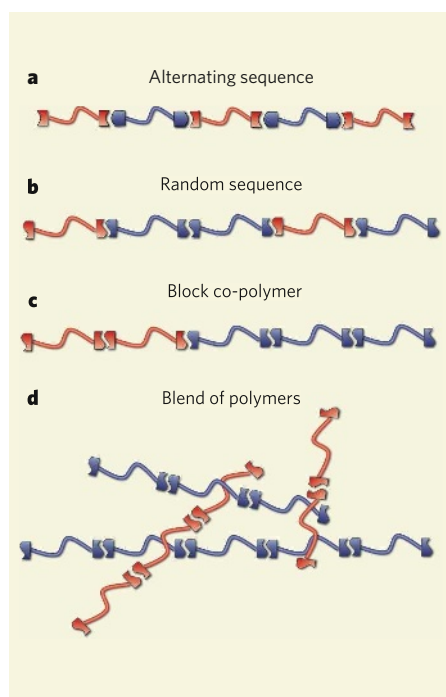 a Alternating sequence
b Random sequence
c Block co-polymer
d Blend of polymers